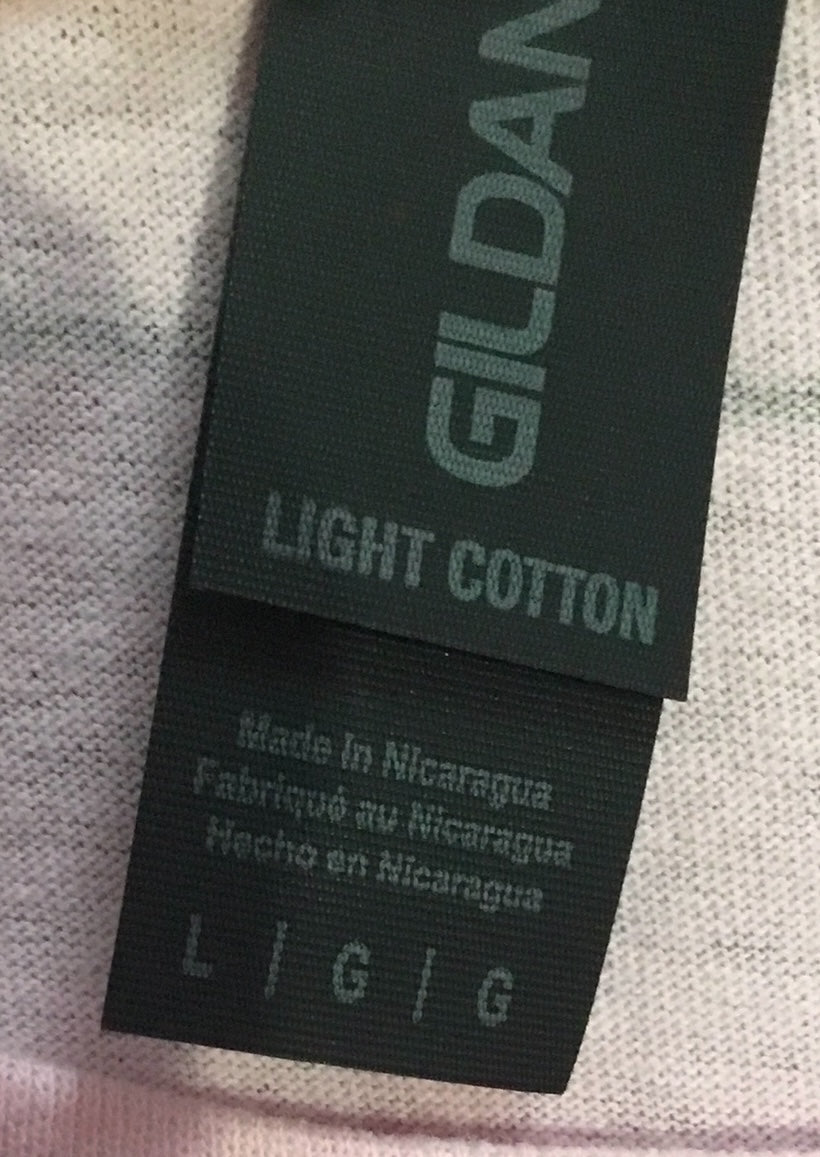 GILDAN
LIGHT COTTON
Made in Nicaragua
Fabriqué au Nicaragua
Hecho en Nicaragua
L | G | G